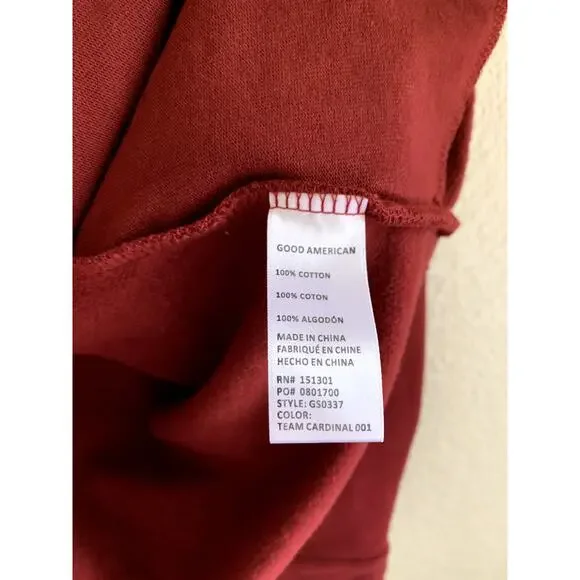 GOOD AMERICAN
100% COTTON
100% COTON
100% ALGODÓN
MADE IN CHINA
FABRIQUÉ EN CHINE
HECHO EN CHINA
RN# 151301
PO# 0801700
STYLE: GS0337
COLOR:
TEAM CARDINAL 001